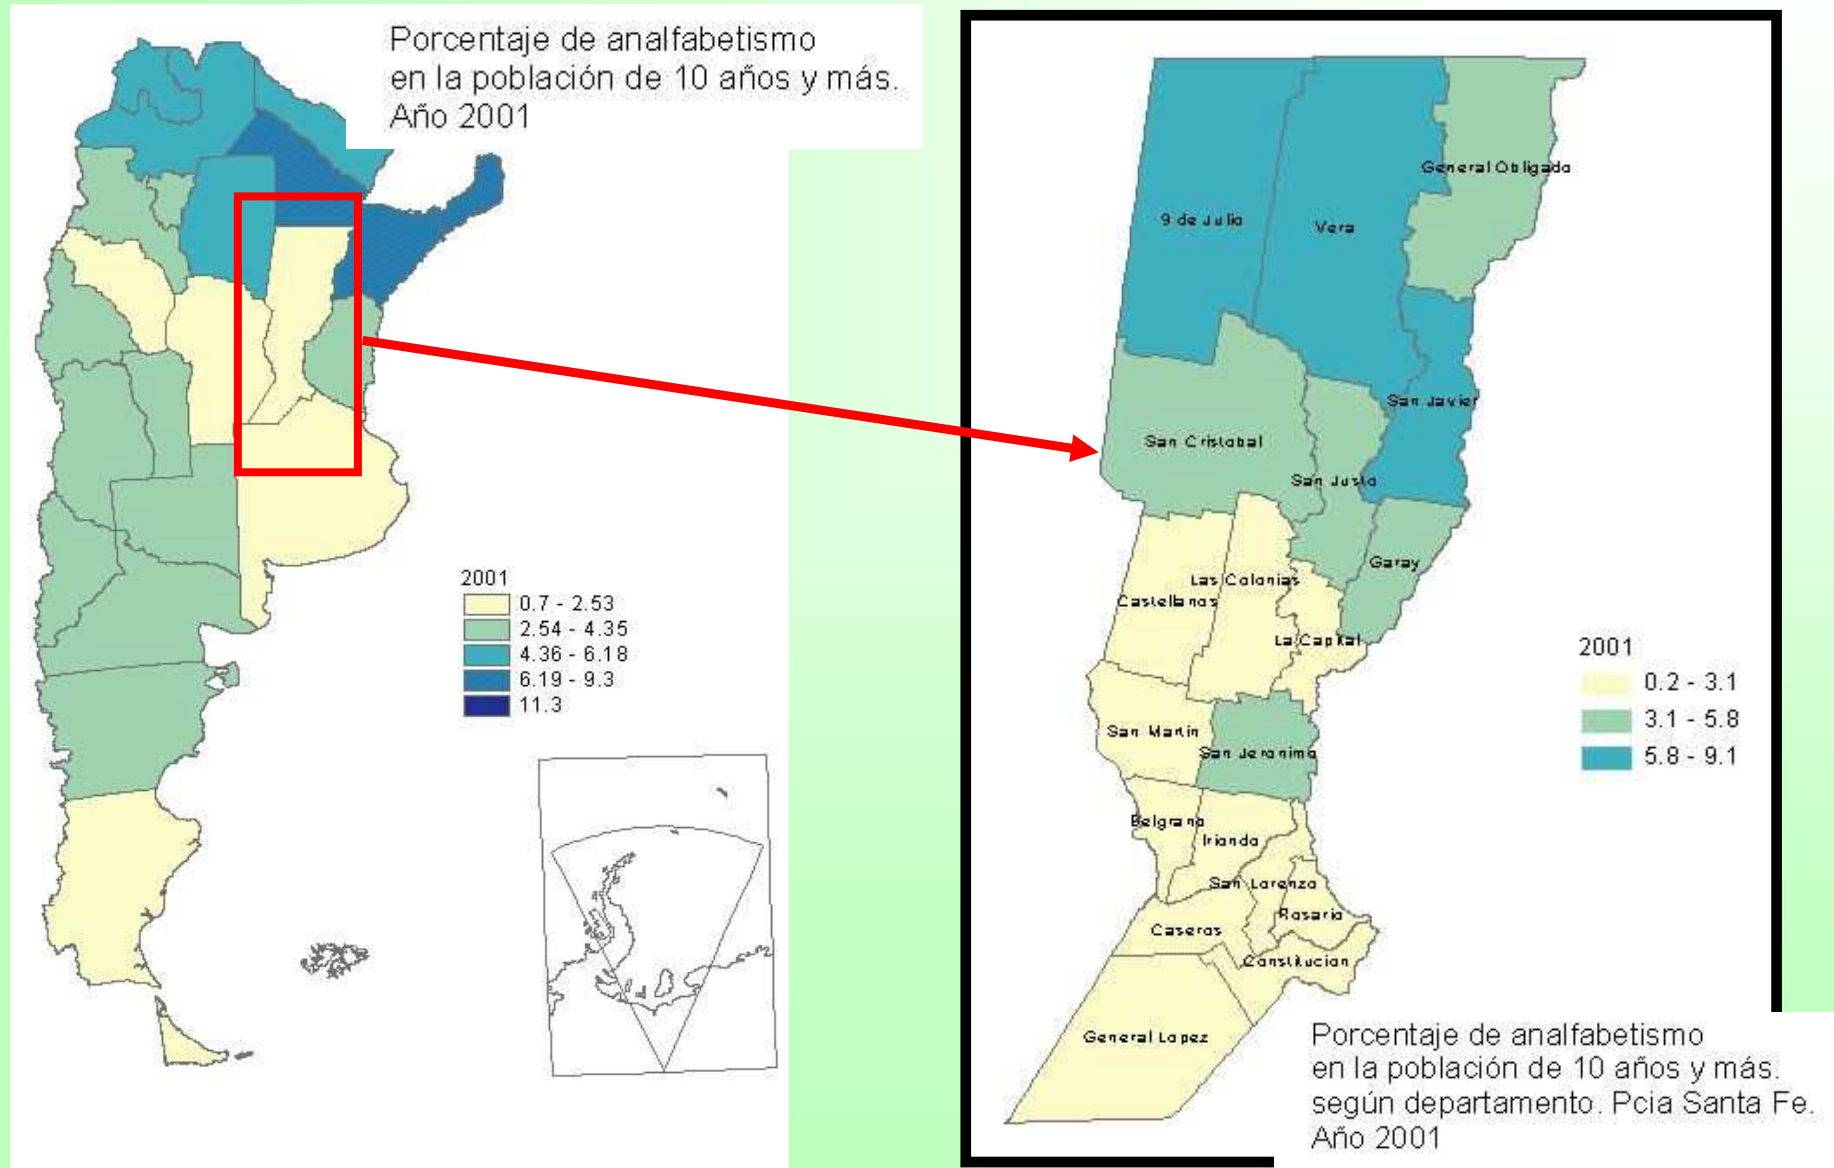 Porcentaje de analfabetismo
en la población de 10 años y más.
Año 2001
2001
0.7 - 2.53
2.54 - 4.35
4.36 - 6.18
6.19 - 9.3
11.3
General Obligado
9 de Julio
Vera
San Javier
San Cristobal
San Justo
Garay
Las Colonias
Castellanos
La Capital
San Martin
San Jeronimo
Belgrano
Iriondo
San Lorenzo
Rosario
Caseros
Constitucion
General Lopez
2001
0.2 - 3.1
3.1 - 5.8
5.8 - 9.1
Porcentaje de analfabetismo
en la población de 10 años y más.
según departamento. Pcia Santa Fe.
Año 2001